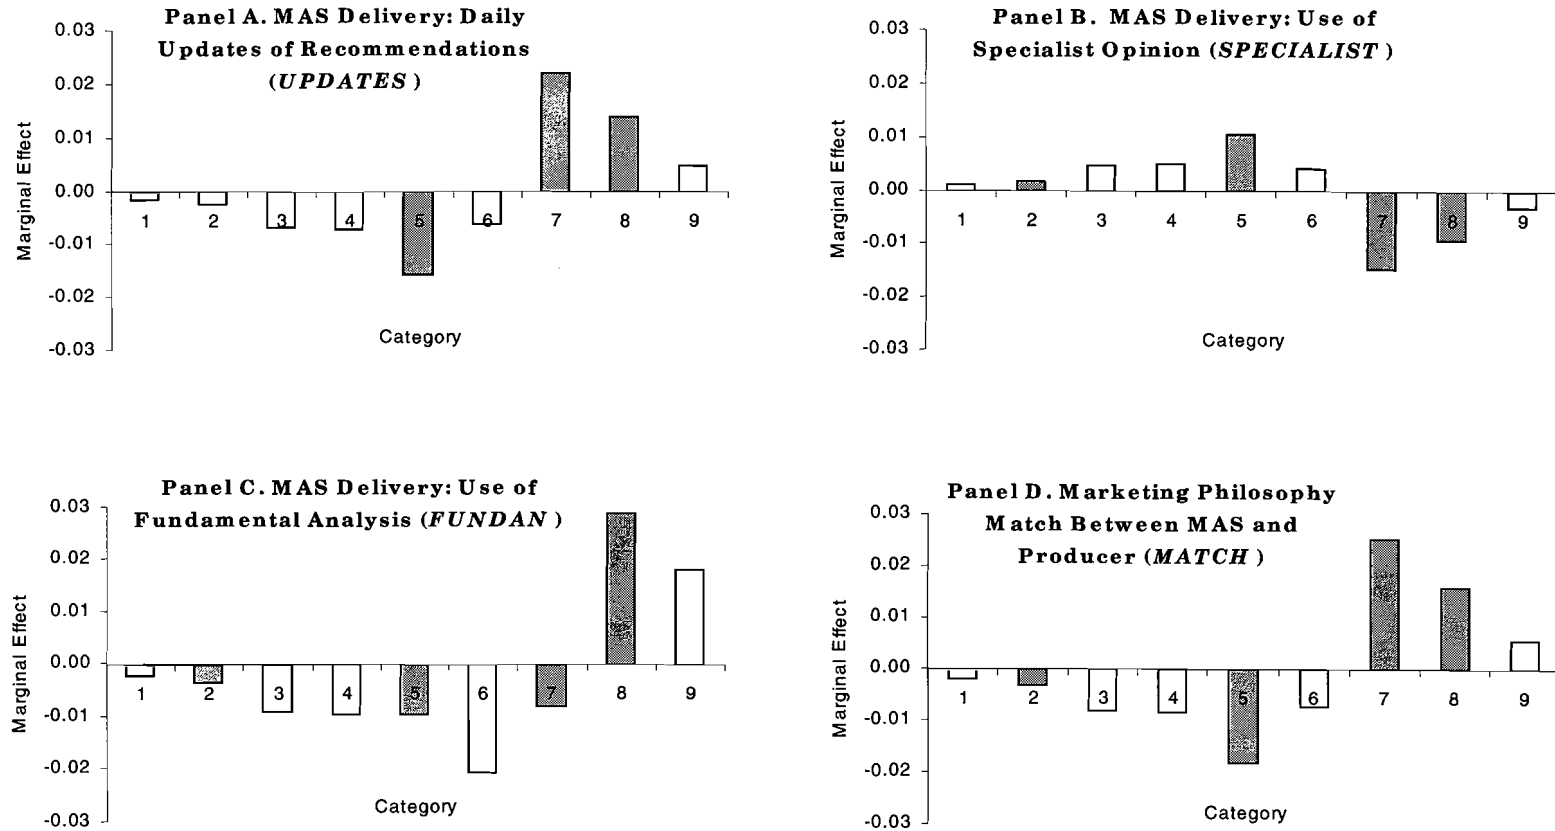 Panel A. MAS Delivery: Daily
Updates of Recommendations
(UPDATES )
0.03
0.02
0.01
0.00
-0.01
-0.02
-0.03
Marginal Effect
1 2 3 4 5 6 7 8 9
Category
Panel B. MAS Delivery: Use of
Specialist Opinion (SPECIALIST )
0.03
0.02
0.01
0.00
-0.01
-0.02
-0.03
Marginal Effect
1 2 3 4 5 6 7 8 9
Category
Panel C. MAS Delivery: Use of
Fundamental Analysis (FUNDAN )
0.03
0.02
0.01
0.00
-0.01
-0.02
-0.03
Marginal Effect
1 2 3 4 5 6 7 8 9
Category
Panel D. Marketing Philosophy
Match Between MAS and
Producer (MATCH )
0.03
0.02
0.01
0.00
-0.01
-0.02
-0.03
Marginal Effect
1 2 3 4 5 6 7 8 9
Category